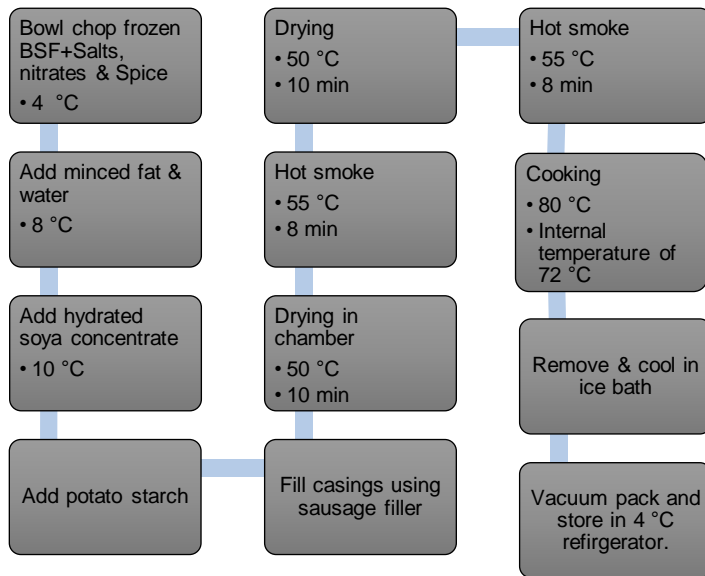 Bowl chop frozen
BSF+Salts,
nitrates & Spice
• 4 °C
Add minced fat &
water
• 8 °C
Add hydrated
soya concentrate
• 10 °C
Add potato starch
Fill casings using
sausage filler
Drying in
chamber
• 50 °C
• 10 min
Hot smoke
• 55 °C
• 8 min
Drying
• 50 °C
• 10 min
Hot smoke
• 55 °C
• 8 min
Cooking
• 80 °C
• Internal
temperature of
72 °C
Remove & cool in
ice bath
Vacuum pack and
store in 4 °C
refirgerator.